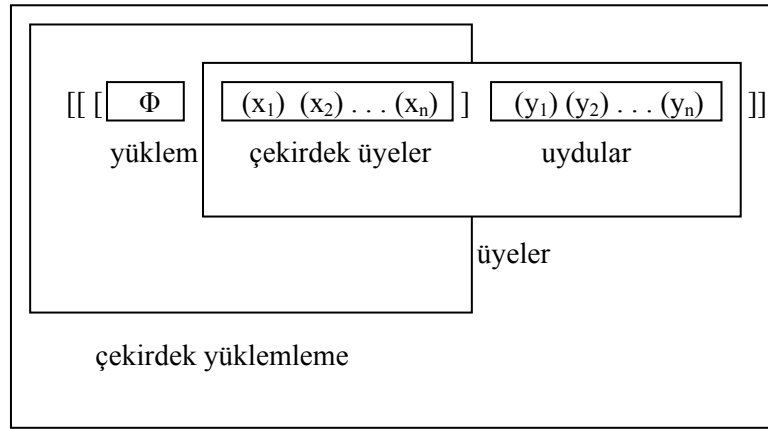 [[ [ Φ (x₁) (x₂) . . . (xₙ) ] (y₁) (y₂) . . . (yₙ) ]]
yüklem çekirdek üyeler uydular
üyeler
çekirdek yüklemleme